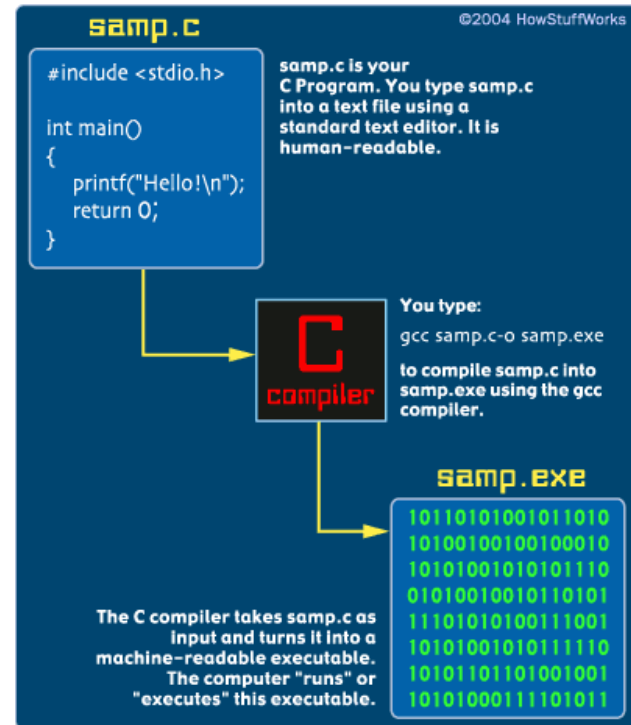 samp.c
©2004 HowStuffWorks
#include <stdio.h>
int main()
{
printf("Hello!\n");
return 0;
}
samp.c is your
C Program. You type samp.c
into a text file using a
standard text editor. It is
human-readable.
C
compiler
You type:
gcc samp.c-o samp.exe
to compile samp.c into
samp.exe using the gcc
compiler.
samp.exe
10110101001011010
10100100100100010
10101001010101110
01010010010110101
11101010100111001
10101001010111110
10101101101001001
10101000111101011
The C compiler takes samp.c as
input and turns it into a
machine-readable executable.
The computer "runs" or
"executes" this executable.